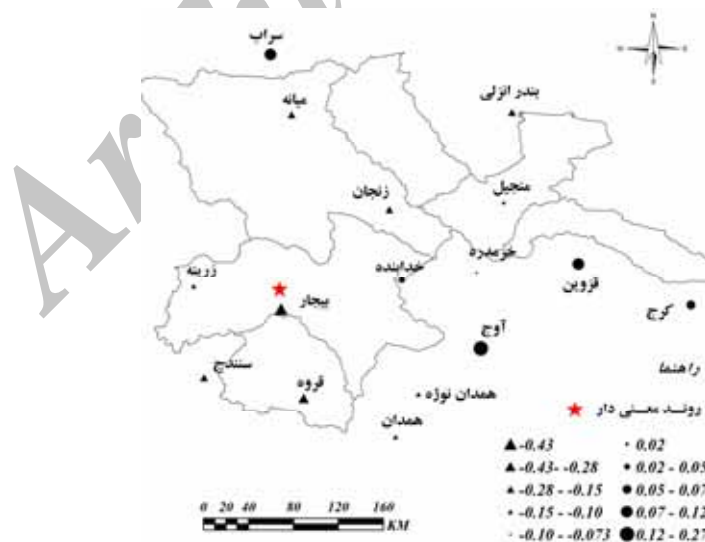 N
سراب
میانه
بندر انزلی
منجیل
زنجان
خرمدره
زرینه
خدابنده
قزوین
بیجار
کرج
آوج
سنندج
قروه
راهنما
همدان نوژه
روند معنی دار
همدان
-0.43
0.02
-0.43--0.28
0.02 - 0.05
-0.28 - -0.15
0.05 - 0.07
-0.15 - -0.10
0.07 - 0.12
-0.10 - -0.073
0.12 - 0.27
0 20 40 80 120 160
KM